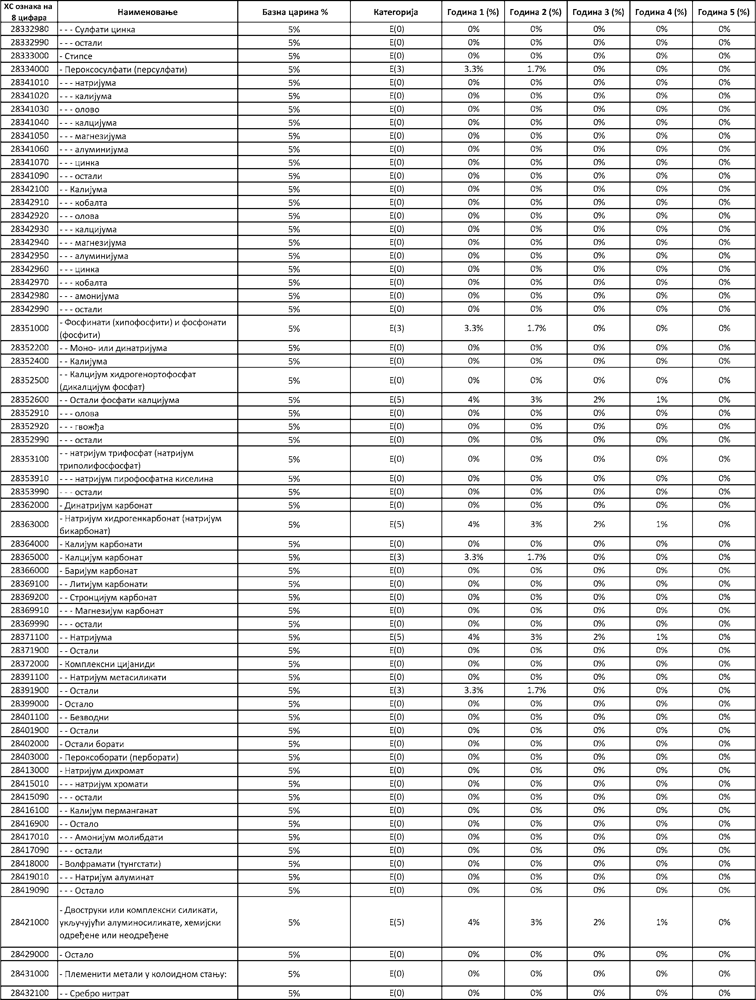 ХС ознака на 8 цифара Наименовање Базна царина % Категорија Година 1 (%) Година 2 (%) Година 3 (%) Година 4 (%) Година 5 (%)
28332980 - - - Сулфати цинка 5% E(0) 0% 0% 0% 0% 0%
28332990 - - - остали 5% E(0) 0% 0% 0% 0% 0%
28333000 - Стипсе 5% E(0) 0% 0% 0% 0% 0%
28334000 - Пероксосулфати (персулфати) 5% E(3) 3.3% 1.7% 0% 0% 0%
28341010 - - - натријума 5% E(0) 0% 0% 0% 0% 0%
28341020 - - - калијума 5% E(0) 0% 0% 0% 0% 0%
28341030 - - - олово 5% E(0) 0% 0% 0% 0% 0%
28341040 - - - калцијума 5% E(0) 0% 0% 0% 0% 0%
28341050 - - - магнезијума 5% E(0) 0% 0% 0% 0% 0%
28341060 - - - алуминијума 5% E(0) 0% 0% 0% 0% 0%
28341070 - - - цинка 5% E(0) 0% 0% 0% 0% 0%
28341090 - - - остали 5% E(0) 0% 0% 0% 0% 0%
28342100 - - Калијума 5% E(0) 0% 0% 0% 0% 0%
28342910 - - - кобалта 5% E(0) 0% 0% 0% 0% 0%
28342920 - - - олова 5% E(0) 0% 0% 0% 0% 0%
28342930 - - - калцијума 5% E(0) 0% 0% 0% 0% 0%
28342940 - - - магнезијума 5% E(0) 0% 0% 0% 0% 0%
28342950 - - - алуминијума 5% E(0) 0% 0% 0% 0% 0%
28342960 - - - цинка 5% E(0) 0% 0% 0% 0% 0%
28342970 - - - кобалта 5% E(0) 0% 0% 0% 0% 0%
28342980 - - - амонијума 5% E(0) 0% 0% 0% 0% 0%
28342990 - - - остали 5% E(0) 0% 0% 0% 0% 0%
28351000 - Фосфинати (хипофосфити) и фосфонати (фосфити) 5% E(3) 3.3% 1.7% 0% 0% 0%
28352200 - - Моно- или динатријума 5% E(0) 0% 0% 0% 0% 0%
28352400 - - Калијума 5% E(0) 0% 0% 0% 0% 0%
28352500 - - Калцијум хидрогенортофосфат (дикалцијум фосфат) 5% E(0) 0% 0% 0% 0% 0%
28352600 - - Остали фосфати калцијума 5% E(5) 4% 3% 2% 1% 0%
28352910 - - - олова 5% E(0) 0% 0% 0% 0% 0%
28352920 - - - гвожђа 5% E(0) 0% 0% 0% 0% 0%
28352990 - - - остали 5% E(0) 0% 0% 0% 0% 0%
28353100 - - натријум трифосфат (натријум триполифосфосфат) 5% E(0) 0% 0% 0% 0% 0%
28353910 - - - натријум пирофосфатна киселина 5% E(0) 0% 0% 0% 0% 0%
28353990 - - - остали 5% E(0) 0% 0% 0% 0% 0%
28362000 - Динатријум карбонат 5% E(0) 0% 0% 0% 0% 0%
28363000 - Натријум хидрогенкарбонат (натријум бикарбонат) 5% E(5) 4% 3% 2% 1% 0%
28364000 - Калијум карбонати 5% E(0) 0% 0% 0% 0% 0%
28365000 - Калцијум карбонат 5% E(3) 3.3% 1.7% 0% 0% 0%
28366000 - Баријум карбонат 5% E(0) 0% 0% 0% 0% 0%
28369100 - - Литијум карбонати 5% E(0) 0% 0% 0% 0% 0%
28369200 - - Стронцијум карбонат 5% E(0) 0% 0% 0% 0% 0%
28369910 - - - Магнезијум карбонат 5% E(0) 0% 0% 0% 0% 0%
28369990 - - - остали 5% E(0) 0% 0% 0% 0% 0%
28371100 - - Натријума 5% E(5) 4% 3% 2% 1% 0%
28371900 - - Остали 5% E(0) 0% 0% 0% 0% 0%
28372000 - Комплексни цијаниди 5% E(0) 0% 0% 0% 0% 0%
28391100 - - Натријум метасиликати 5% E(0) 0% 0% 0% 0% 0%
28391900 - - Остали 5% E(3) 3.3% 1.7% 0% 0% 0%
28399000 - Остало 5% E(0) 0% 0% 0% 0% 0%
28401100 - - Безводни 5% E(0) 0% 0% 0% 0% 0%
28401900 - - Остали 5% E(0) 0% 0% 0% 0% 0%
28402000 - Остали борати 5% E(0) 0% 0% 0% 0% 0%
28403000 - Пероксоборати (перборати) 5% E(0) 0% 0% 0% 0% 0%
28413000 - Натријум дихромат 5% E(0) 0% 0% 0% 0% 0%
28415010 - - - натријум хромати 5% E(0) 0% 0% 0% 0% 0%
28415090 - - - остали 5% E(0) 0% 0% 0% 0% 0%
28416100 - - Калијум перманганат 5% E(0) 0% 0% 0% 0% 0%
28416900 - - Остало 5% E(0) 0% 0% 0% 0% 0%
28417010 - - - Амонијум молибдати 5% E(0) 0% 0% 0% 0% 0%
28417090 - - - остали 5% E(0) 0% 0% 0% 0% 0%
28418000 - Волфрамати (тунгстати) 5% E(0) 0% 0% 0% 0% 0%
28419010 - - - Натријум алуминат 5% E(0) 0% 0% 0% 0% 0%
28419090 - - - Остало 5% E(0) 0% 0% 0% 0% 0%
28421000 - Двоструки или комплексни силикати, укључујући алуминосиликате, хемијски одређене или неодређене 5% E(5) 4% 3% 2% 1% 0%
28429000 - Остало 5% E(0) 0% 0% 0% 0% 0%
28431000 - Племенити метали у колоидном стању: 5% E(0) 0% 0% 0% 0% 0%
28432100 - - Сребро нитрат 5% E(0) 0% 0% 0% 0% 0%